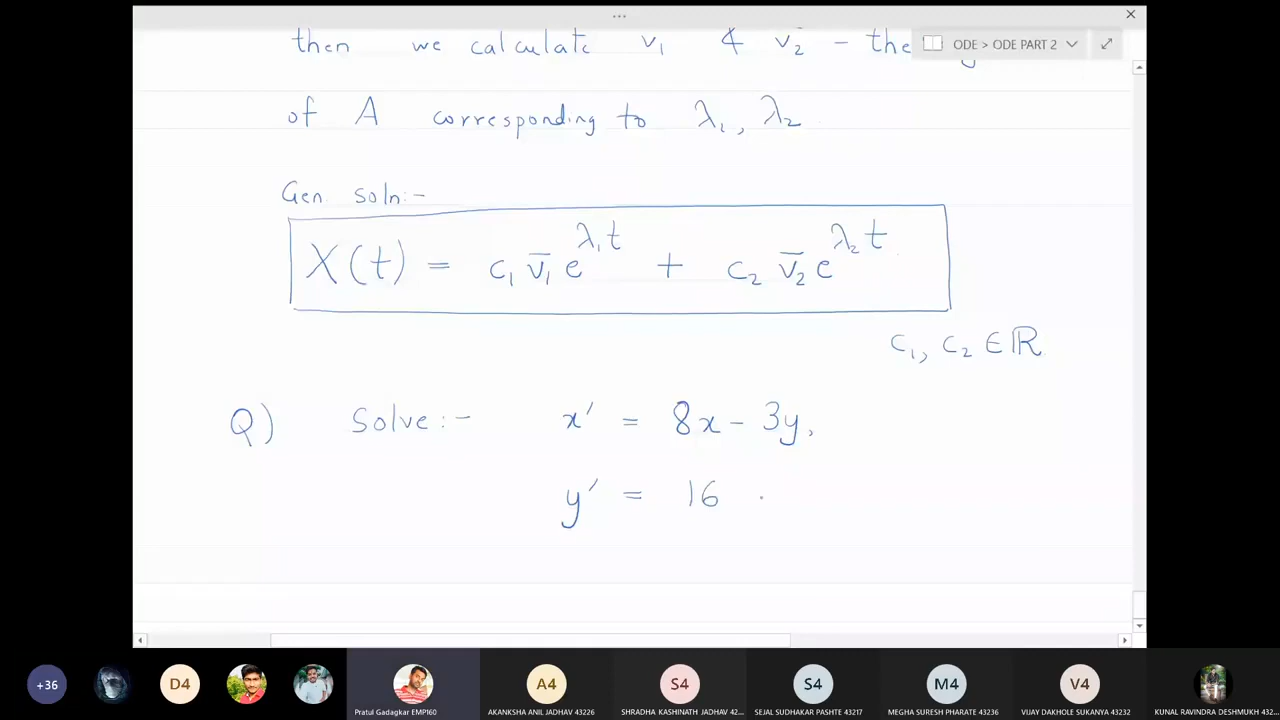 then we calculate v₁ & v₂ – the
ODE > ODE PART 2
of A corresponding to λ₁, λ₂
Gen. soln:-
X(t) = c₁ v̅₁ e^{λ₁t} + c₂ v̅₂ e^{λ₂t}
c₁, c₂ ∈ ℝ
Q) Solve:- x' = 8x - 3y,
y' = 16
+36
D4
A4
S4
S4
M4
V4
Pratul Gadagkar EMP160
AKANKSHA ANIL JADHAV 43226
SHRADHA KASHINATH JADHAV 42...
SEJAL SUDHAKAR PASHTE 43217
MEGHA SURESH PHARATE 43236
VIJAY DAKHOLE SUKANYA 43232
KUNAL RAVINDRA DESHMUKH 432...